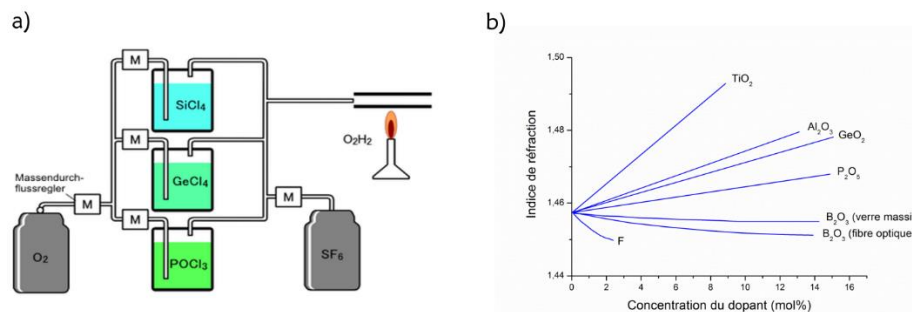 a)
M
SiCl4
M
GeCl4
Massendurch-
flussregler
M
M
O2
POCl3
M
SF6
O2H2
b)
Indice de réfraction
1,50
1,48
1,46
1,44
TiO2
Al2O3
GeO2
P2O5
B2O3 (verre massi
B2O3 (fibre optique
F
0 2 4 6 8 10 12 14 16
Concentration du dopant (mol%)